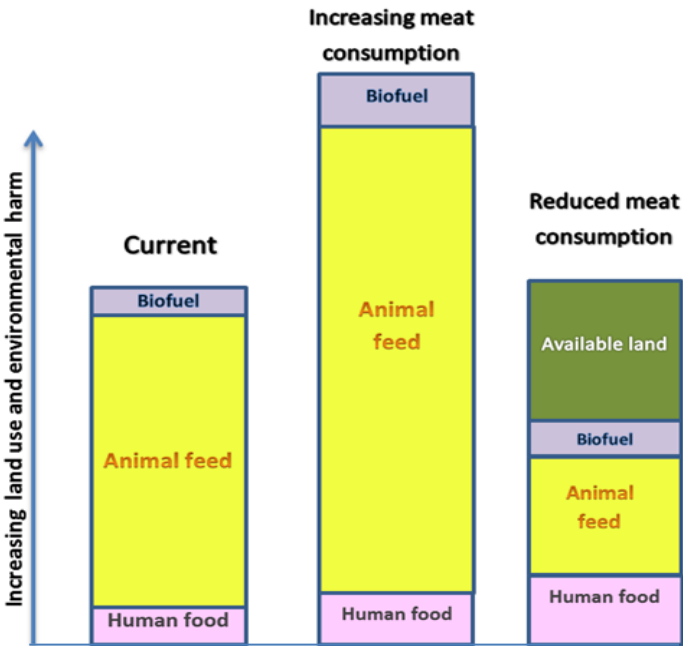 Increasing land use and environmental harm
Current
Biofuel
Animal feed
Human food
Increasing meat
consumption
Biofuel
Animal
feed
Human food
Reduced meat
consumption
Available land
Biofuel
Animal
feed
Human food